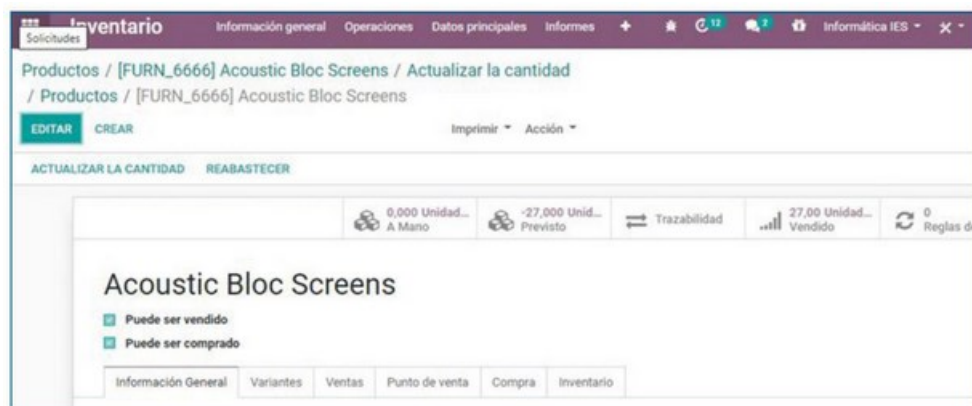 Inventario Información general Operaciones Datos principales Informes + 12 2 Informática IES
Solicitudes
Productos / [FURN_6666] Acoustic Bloc Screens / Actualizar la cantidad
/ Productos / [FURN_6666] Acoustic Bloc Screens
EDITAR CREAR Imprimir Acción
ACTUALIZAR LA CANTIDAD REABASTECER
0,000 Unidad... -27,000 Unid... Trazabilidad 27,00 Unidad... 0
A Mano Previsto Vendido Reglas d
Acoustic Bloc Screens
Puede ser vendido
Puede ser comprado
Información General Variantes Ventas Punto de venta Compra Inventario